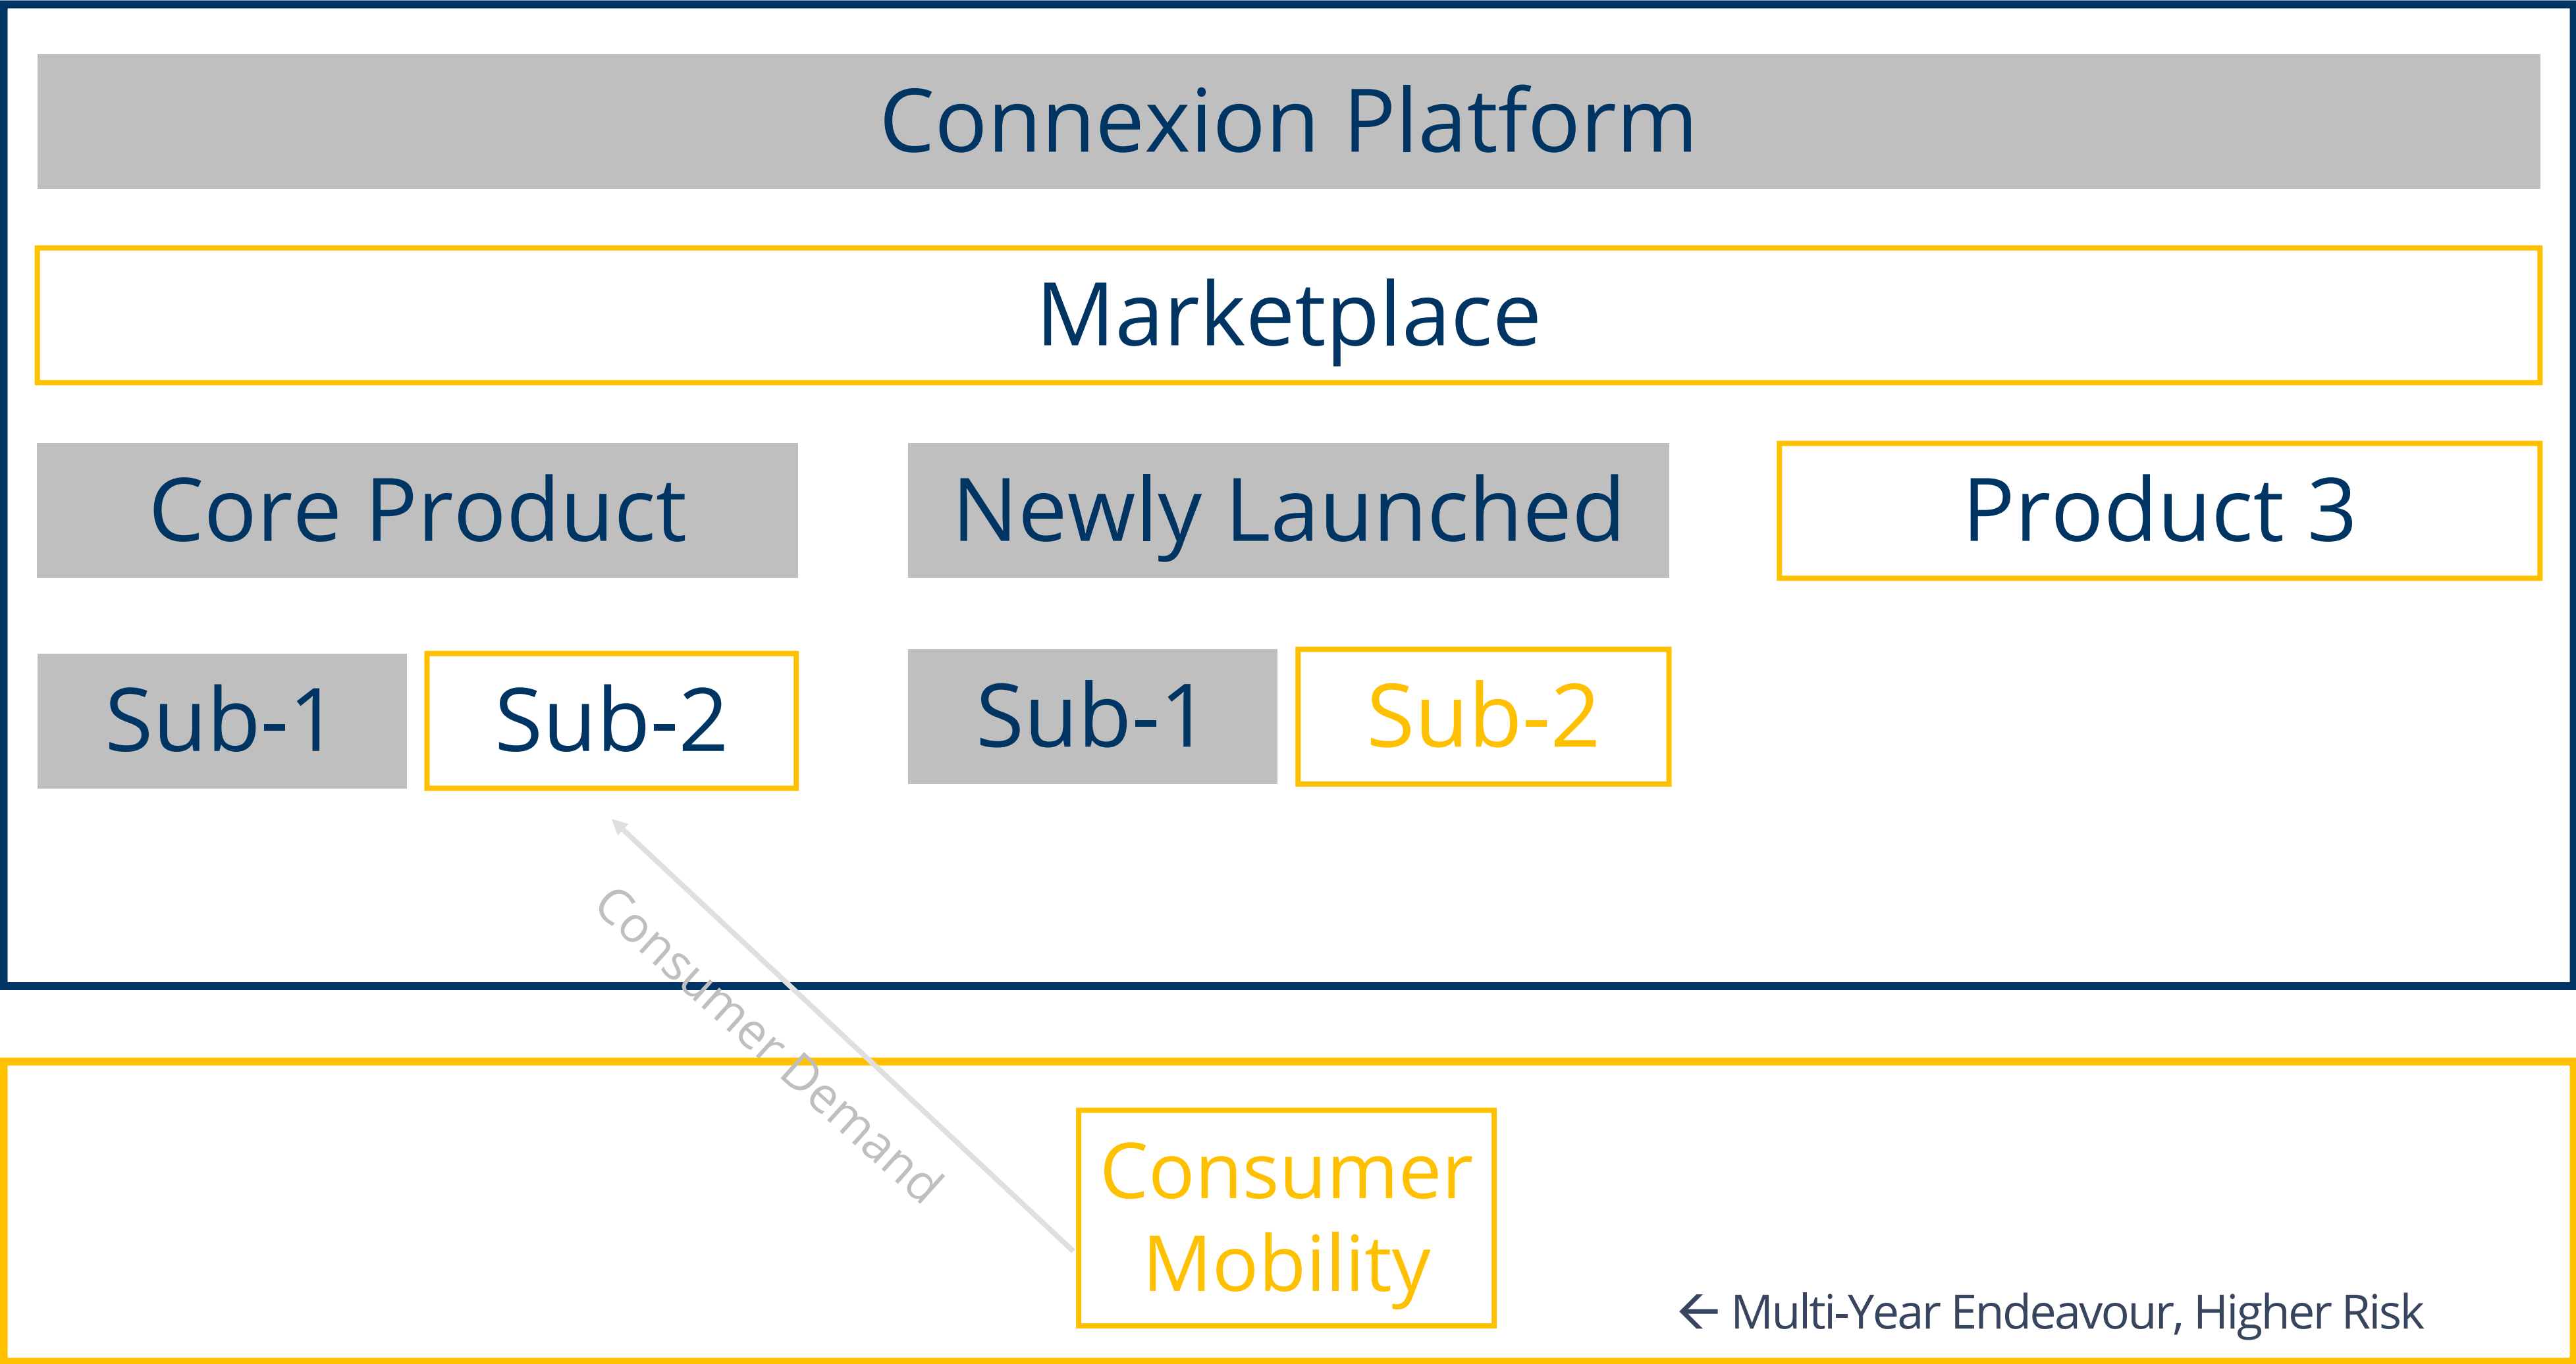 Connexion Platform
Marketplace
Core Product
Newly Launched
Product 3
Sub-1
Sub-2
Sub-1
Sub-2
Consumer Demand
Consumer
Mobility
← Multi-Year Endeavour, Higher Risk